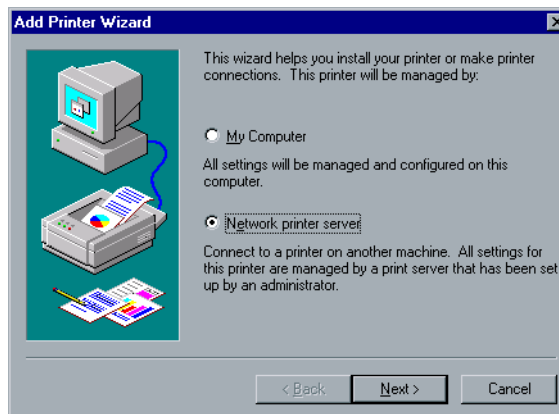 Add Printer Wizard
This wizard helps you install your printer or make printer
connections. This printer will be managed by:
My Computer
All settings will be managed and configured on this
computer.
Network printer server
Connect to a printer on another machine. All settings for
this printer are managed by a print server that has been set
up by an administrator.
< Back
Next >
Cancel